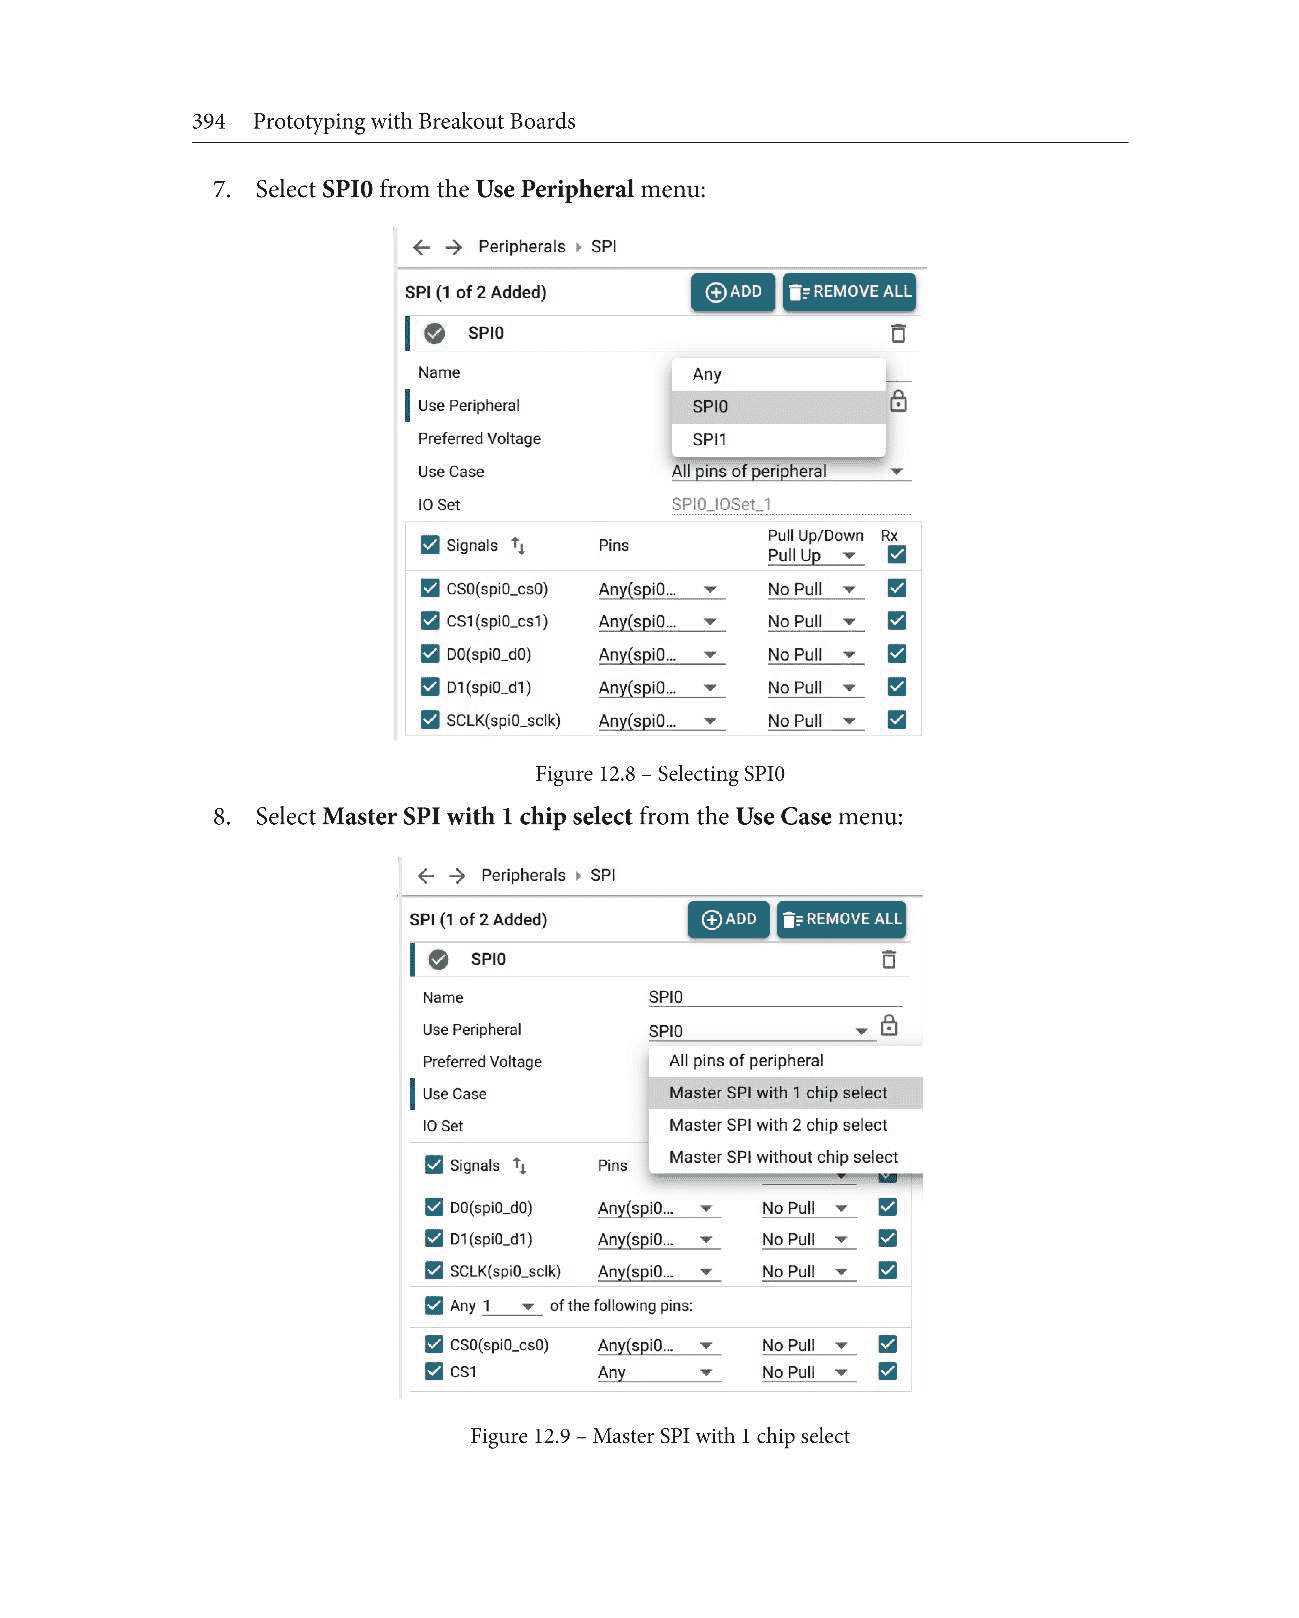 394 Prototyping with Breakout Boards
7. Select SPI0 from the Use Peripheral menu:
Peripherals SPI
SPI (1 of 2 Added) ADD REMOVE ALL
SPI0
Name Any
Use Peripheral SPI0
Preferred Voltage SPI1
Use Case All pins of peripheral
IO Set SPI0_IOSet_1
Pull Up/Down Rx
Signals Pins Pull Up
CS0(spi0_cs0) Any(spi0... No Pull
CS1(spi0_cs1) Any(spi0... No Pull
D0(spi0_d0) Any(spi0... No Pull
D1(spi0_d1) Any(spi0... No Pull
SCLK(spi0_sclk) Any(spi0... No Pull
Figure 12.8 – Selecting SPI0
8. Select Master SPI with 1 chip select from the Use Case menu:
Peripherals SPI
SPI (1 of 2 Added) ADD REMOVE ALL
SPI0
Name SPI0
Use Peripheral SPI0
Preferred Voltage All pins of peripheral
Use Case Master SPI with 1 chip select
IO Set Master SPI with 2 chip select
Signals Pins Master SPI without chip select
D0(spi0_d0) Any(spi0... No Pull
D1(spi0_d1) Any(spi0... No Pull
SCLK(spi0_sclk) Any(spi0... No Pull
Any 1 of the following pins:
CS0(spi0_cs0) Any(spi0... No Pull
CS1 Any No Pull
Figure 12.9 – Master SPI with 1 chip select